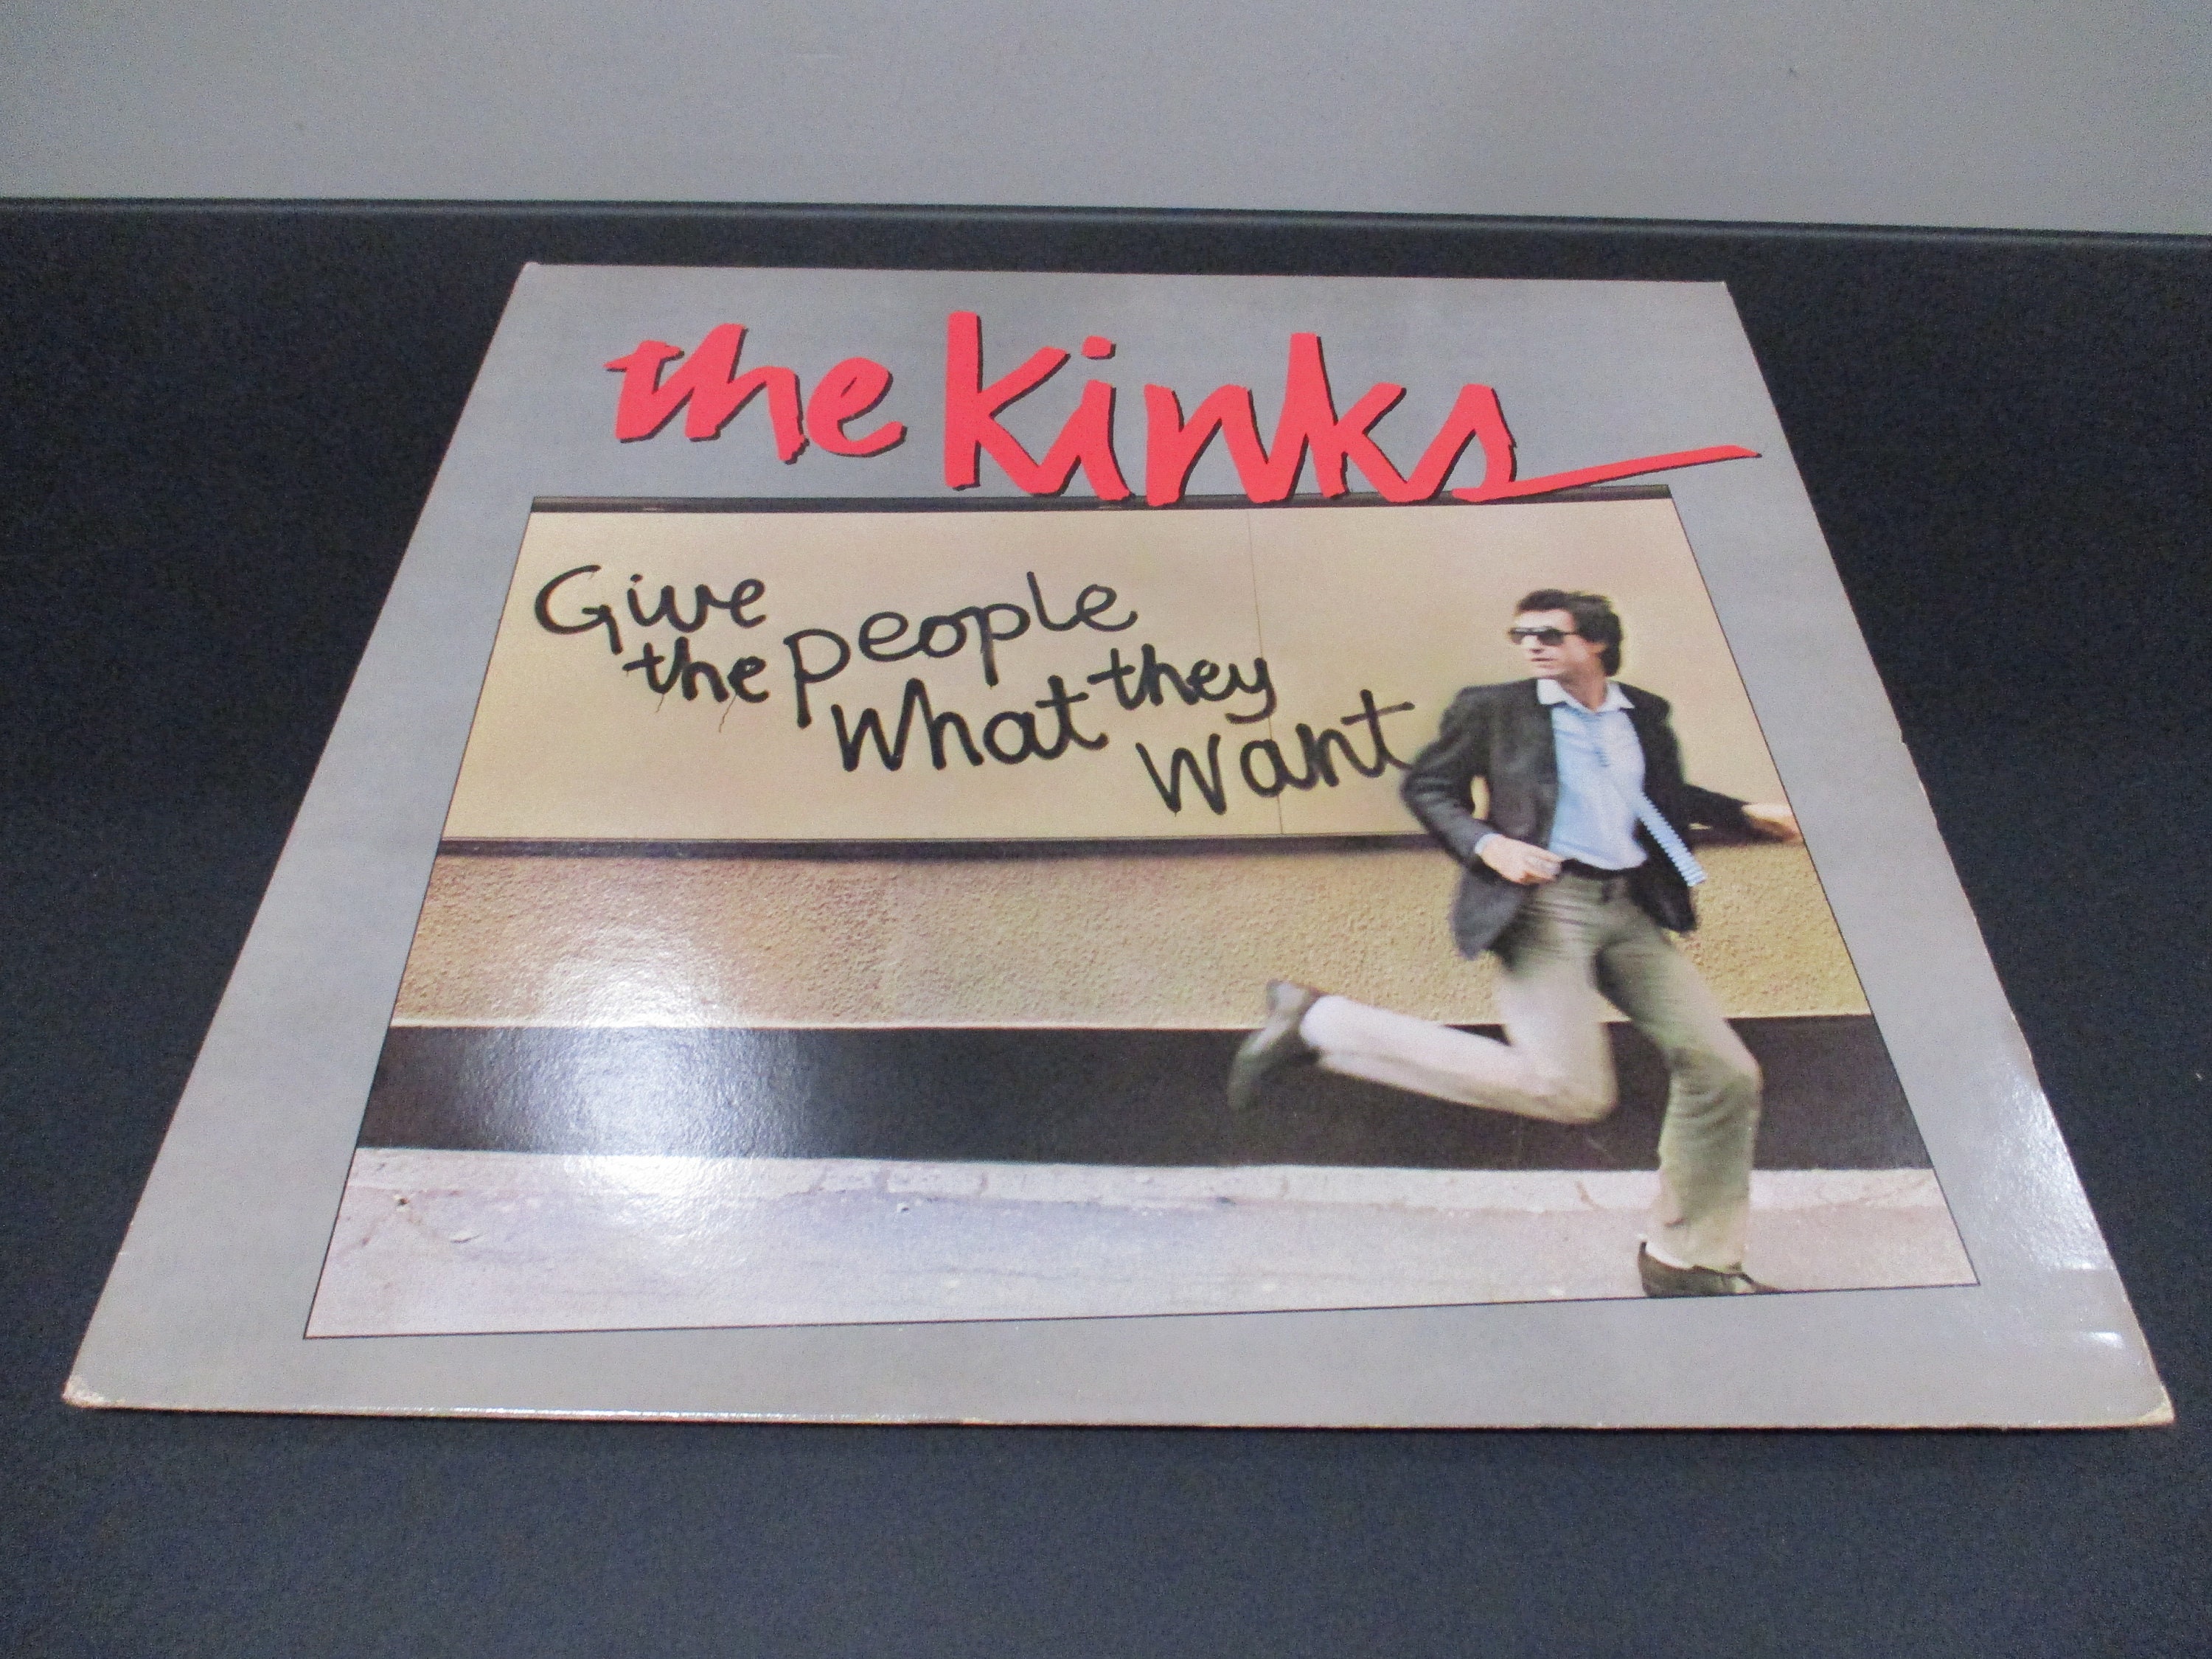 the Kinks
Give
the people
What they
Want